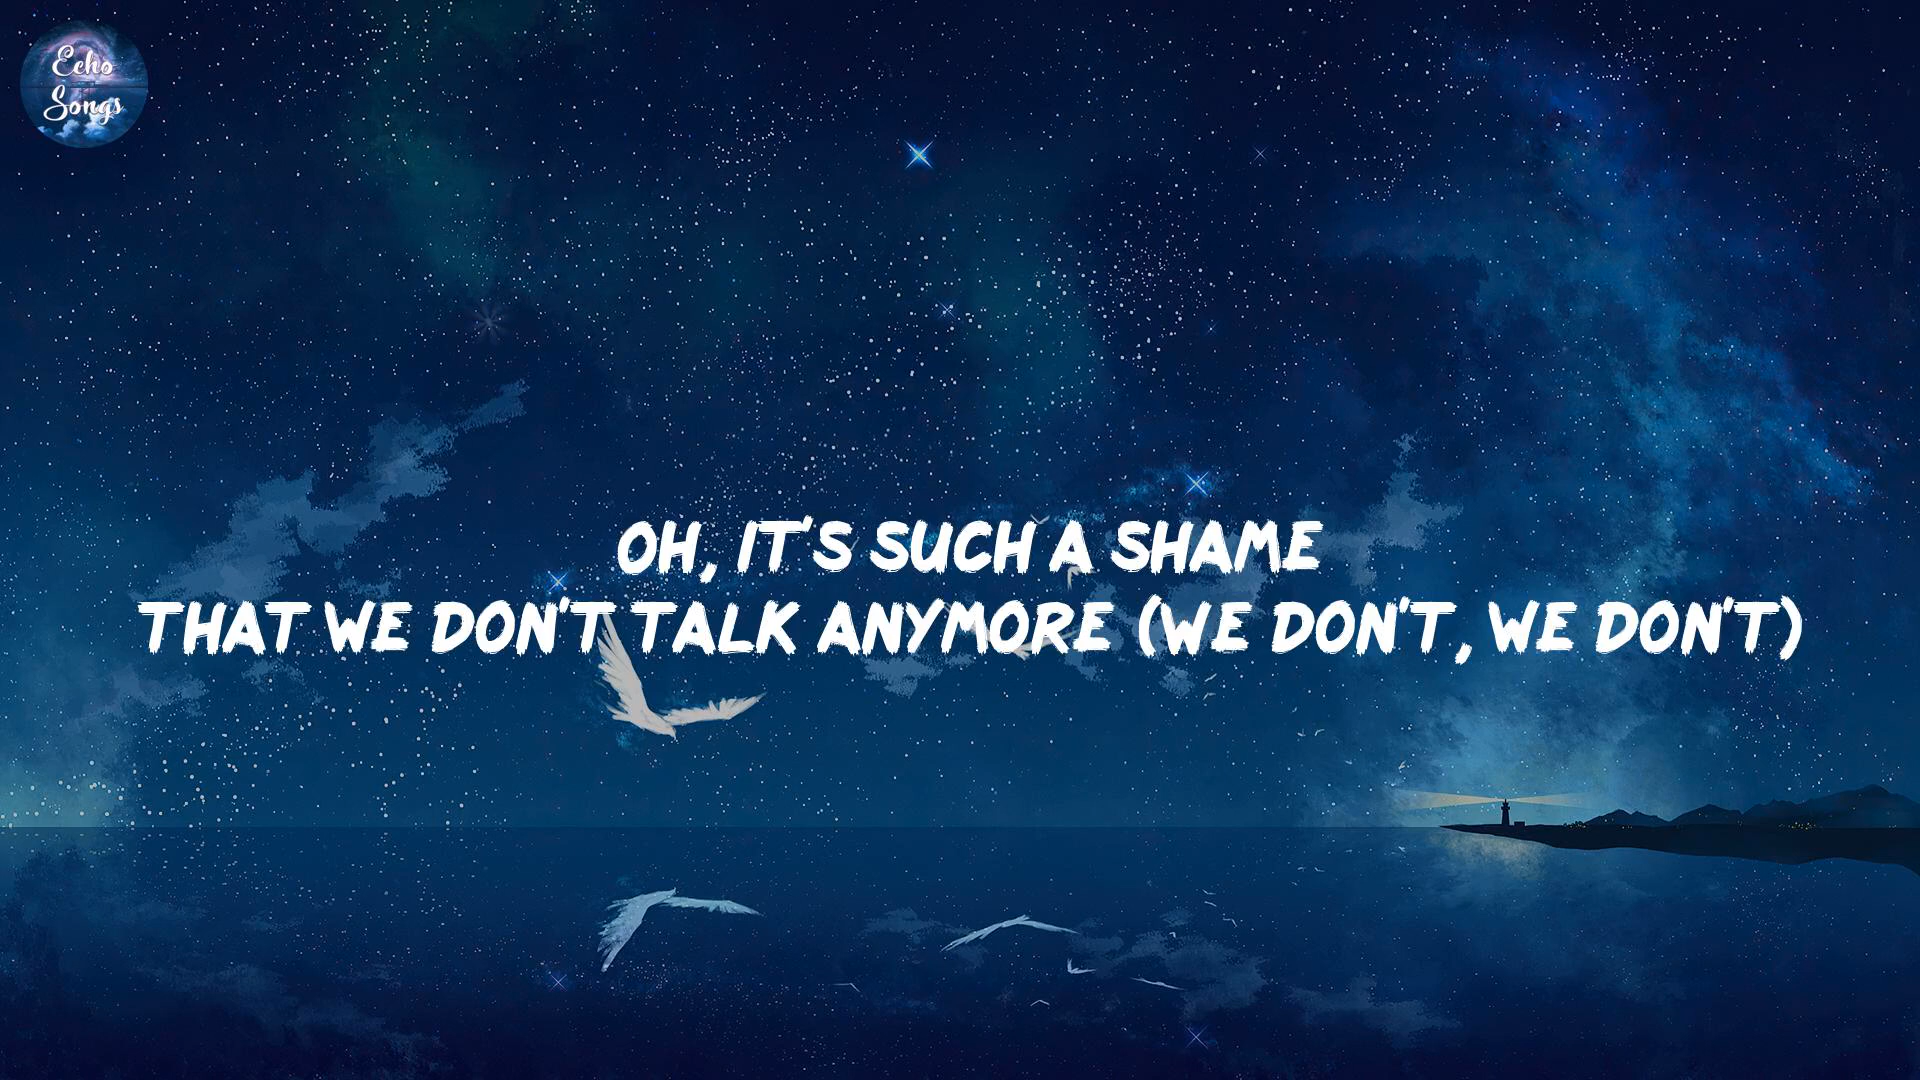 Echo
Songs
OH, IT'S SUCH A SHAME
THAT WE DON'T TALK ANYMORE (WE DON'T, WE DON'T)